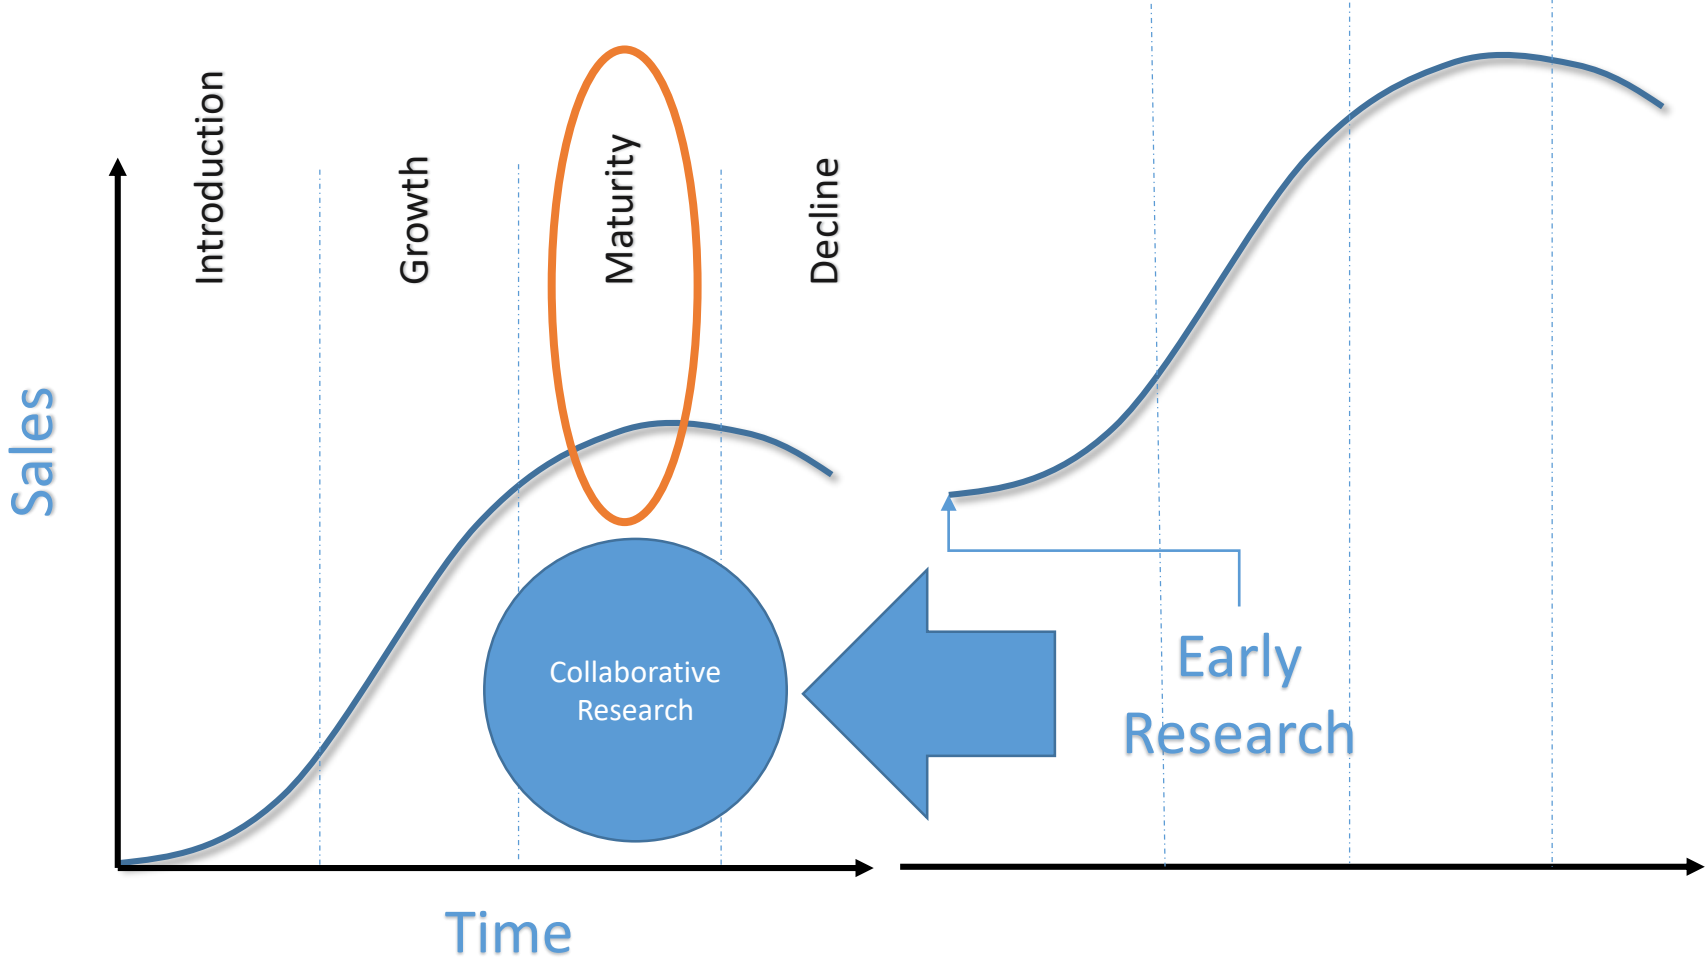 Introduction
Growth
Maturity
Decline
Sales
Collaborative
Research
Early
Research
Time